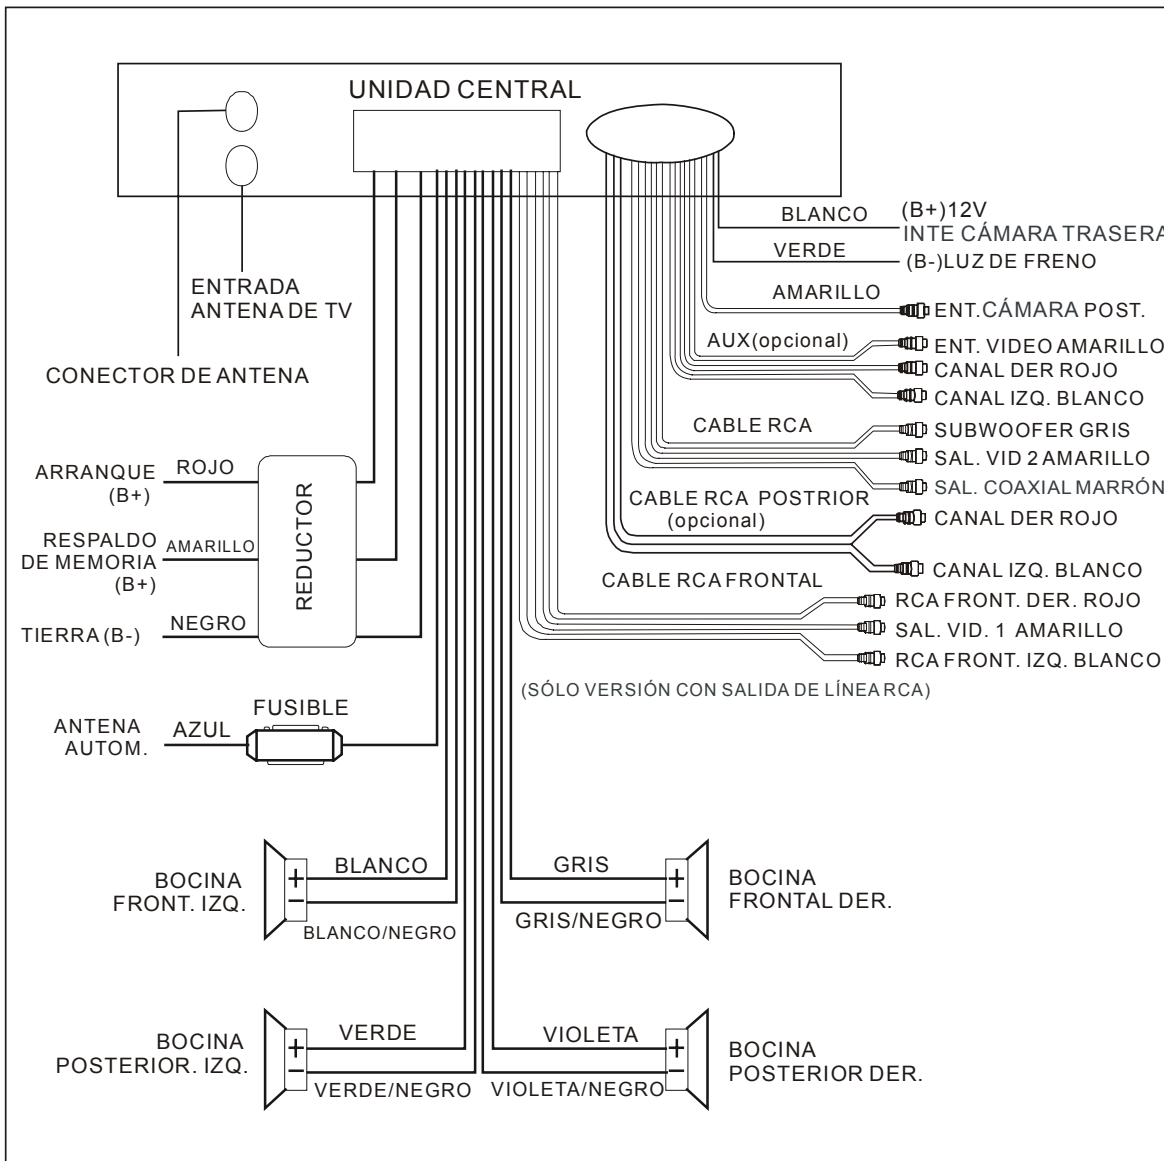 UNIDAD CENTRAL
BLANCO
(B+)12V
INTE CÁMARA TRASERA
VERDE
(B-)LUZ DE FRENO
ENTRADA
ANTENA DE TV
AMARILLO
ENT.CÁMARA POST.
AUX(opcional)
ENT. VIDEO AMARILLO
CANAL DER ROJO
CANAL IZQ. BLANCO
CONECTOR DE ANTENA
CABLE RCA
SUBWOOFER GRIS
SAL. VID 2 AMARILLO
SAL. COAXIAL MARRÓN
CABLE RCA POSTRIOR
(opcional)
CANAL DER ROJO
CANAL IZQ. BLANCO
CABLE RCA FRONTAL
RCA FRONT. DER. ROJO
SAL. VID. 1 AMARILLO
RCA FRONT. IZQ. BLANCO
(SÓLO VERSIÓN CON SALIDA DE LÍNEA RCA)
ARRANQUE
(B+)
ROJO
RESPALDO
DE MEMORIA
(B+)
AMARILLO
TIERRA (B-)
NEGRO
REDUCTOR
ANTENA
AUTOM.
AZUL
FUSIBLE
BOCINA
FRONT. IZQ.
+
−
BLANCO
BLANCO/NEGRO
GRIS
GRIS/NEGRO
+
−
BOCINA
FRONTAL DER.
BOCINA
POSTERIOR. IZQ.
+
−
VERDE
VERDE/NEGRO
VIOLETA
VIOLETA/NEGRO
+
−
BOCINA
POSTERIOR DER.